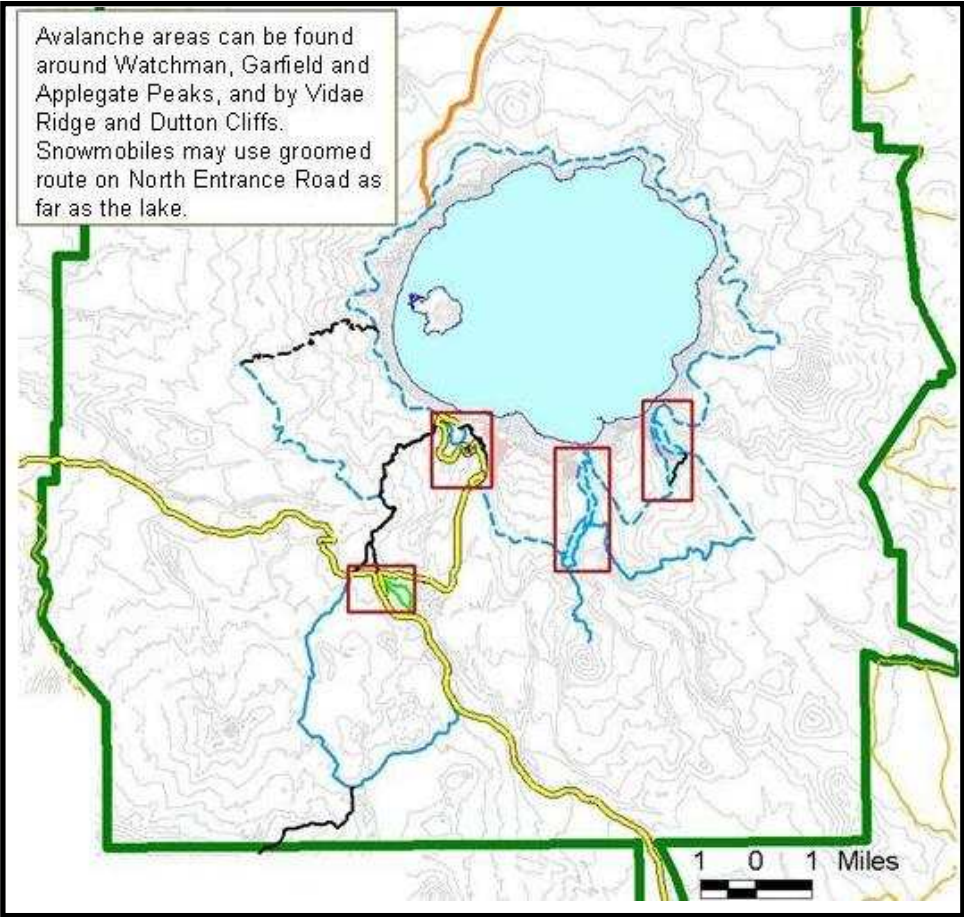 Avalanche areas can be found
around Watchman, Garfield and
Applegate Peaks, and by Vidae
Ridge and Dutton Cliffs.
Snowmobiles may use groomed
route on North Entrance Road as
far as the lake.
1 0 1 Miles